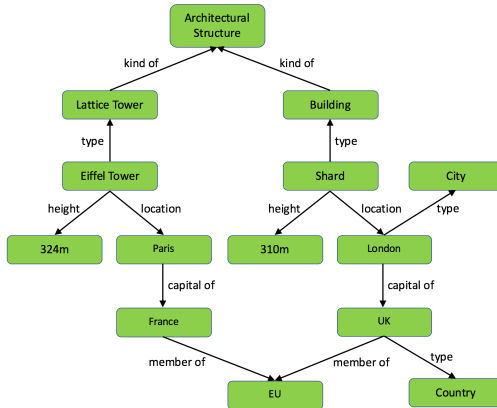 Architectural
Structure
kind of
kind of
Lattice Tower
Building
type
type
Eiffel Tower
Shard
City
height
location
height
location
type
324m
Paris
310m
London
capital of
capital of
France
UK
member of
member of
type
EU
Country